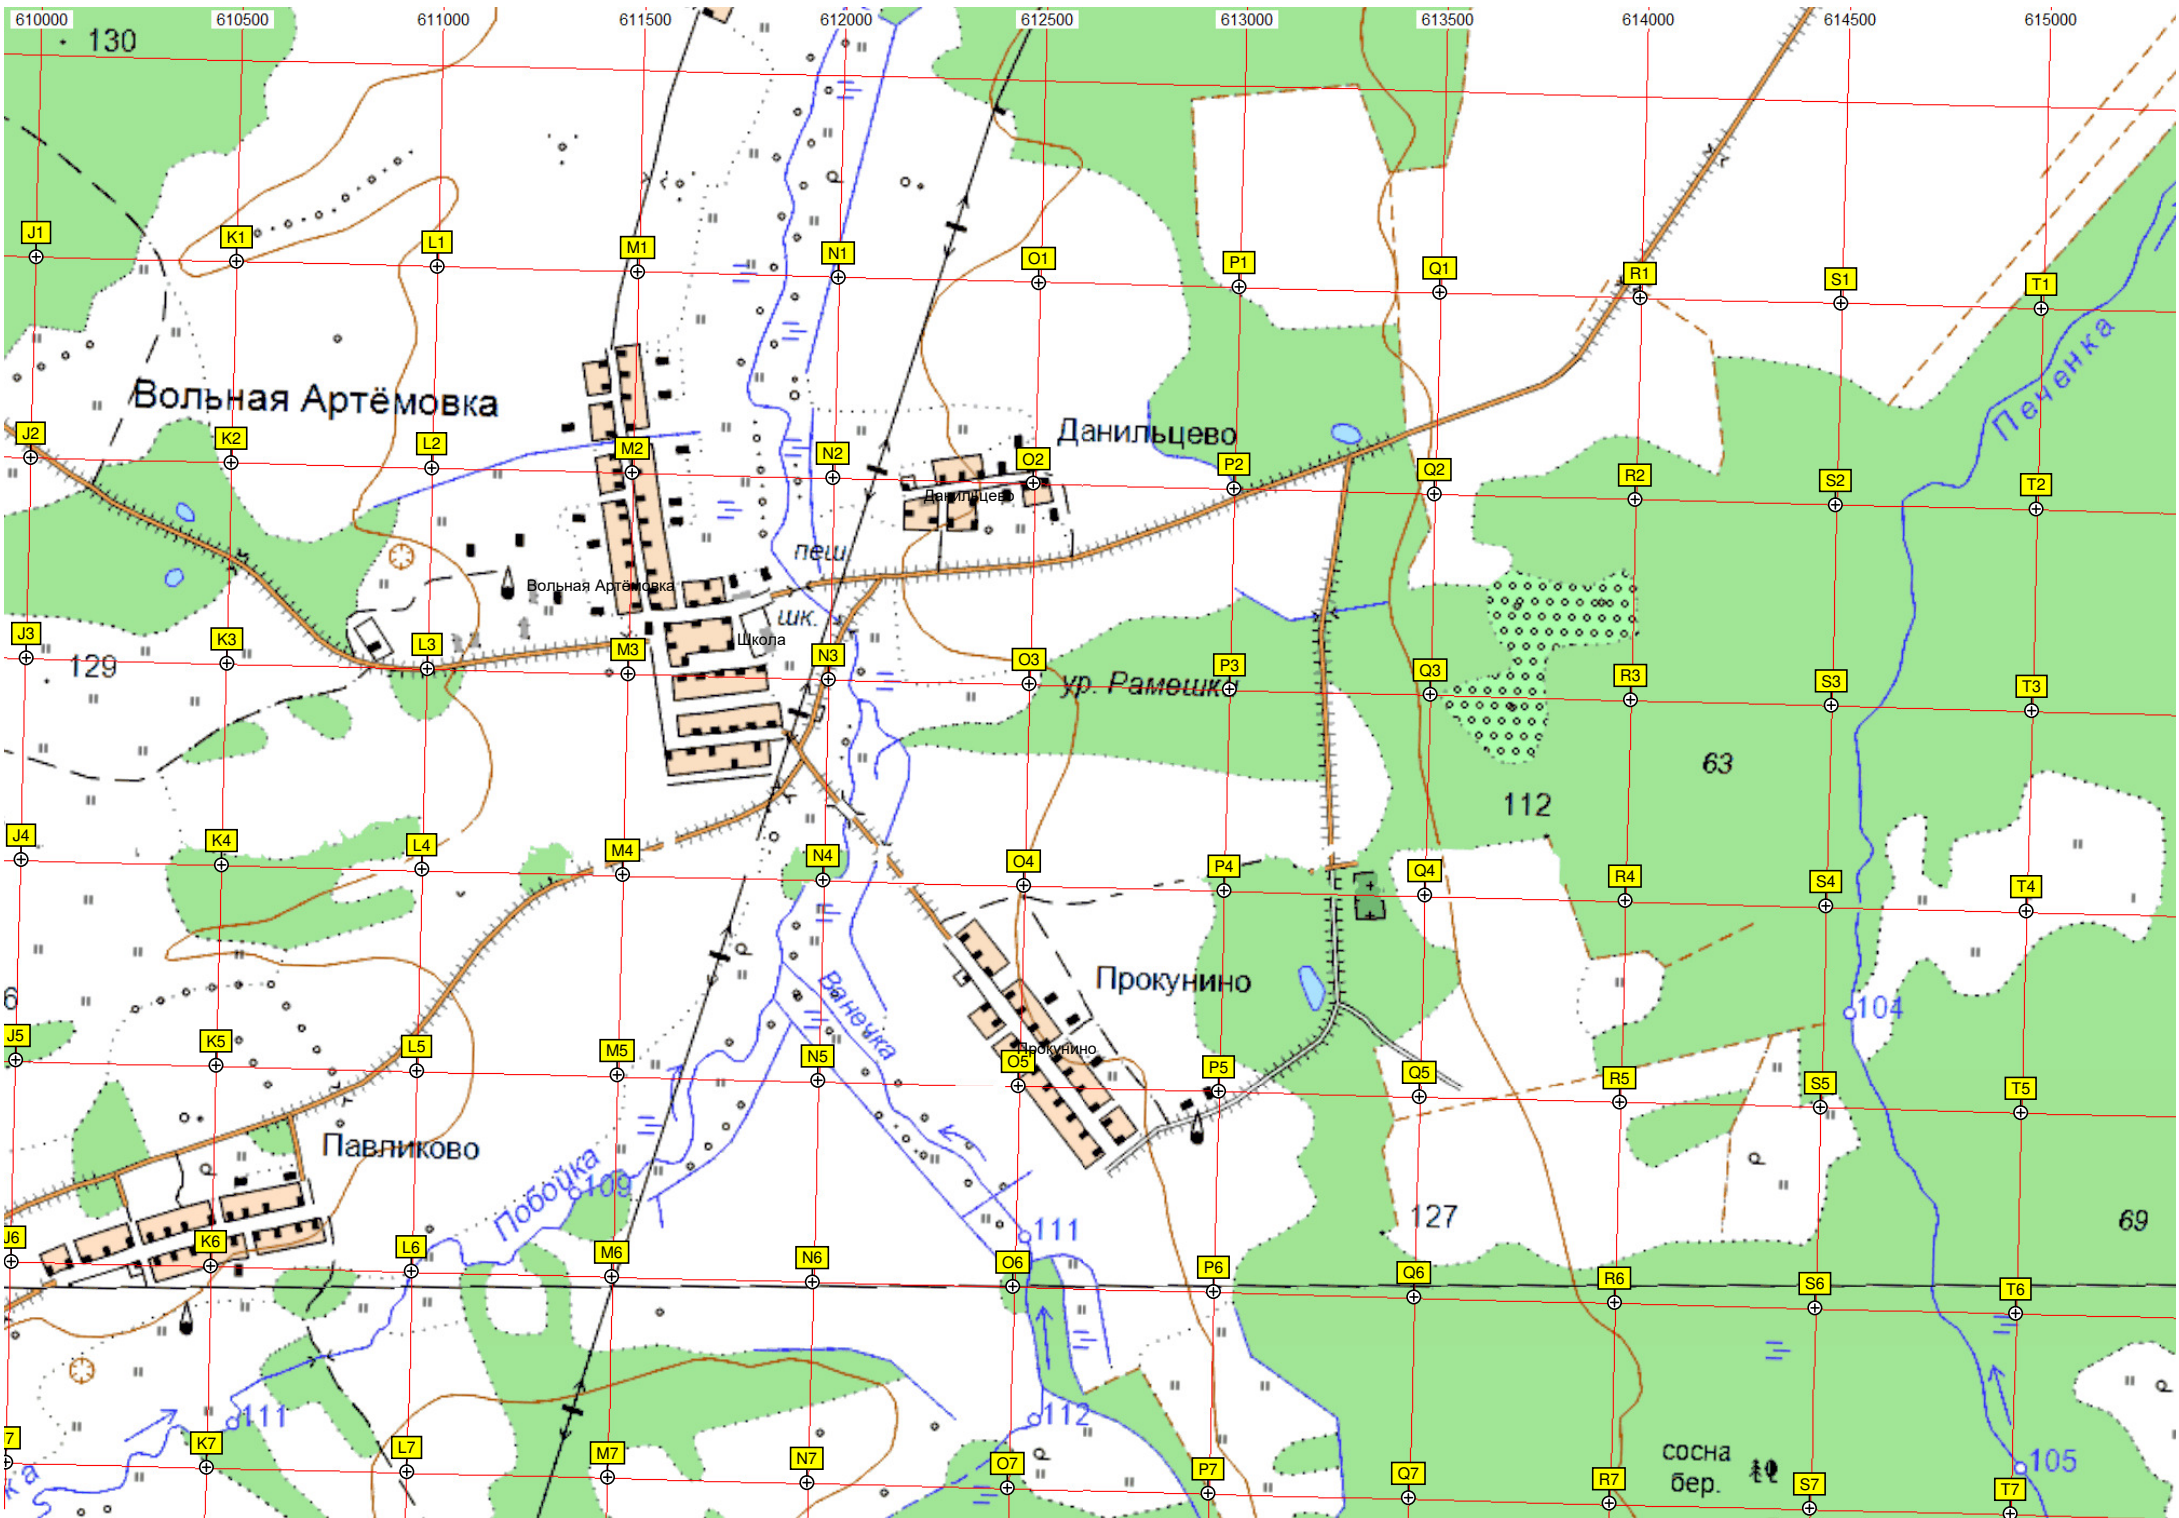 610000 610500 611000 611500 612000 612500 613000 613500 614000 614500 615000
130
J1 K1 L1 M1 N1 O1 P1 Q1 R1 S1 T1
Печенка
Вольная Артёмовка
Данильцево
J2 K2 L2 M2 N2 O2 P2 Q2 R2 S2 T2
Данильцево
пеш.
Вольная Артёмовка
шк.
Школа
J3 K3 L3 M3 N3 O3 P3 Q3 R3 S3 T3
129
ур. Рамешки
63
112
J4 K4 L4 M4 N4 O4 P4 Q4 R4 S4 T4
Прокунино
6
Ванечка
104
J5 K5 L5 M5 N5 O5 P5 Q5 R5 S5 T5
Прокунино
Павликово
Побойка
109
111
127
69
J6 K6 L6 M6 N6 O6 P6 Q6 R6 S6 T6
111
112
7 K7 L7 M7 N7 O7 P7 Q7 R7 S7 T7
ка
сосна
бер.
105